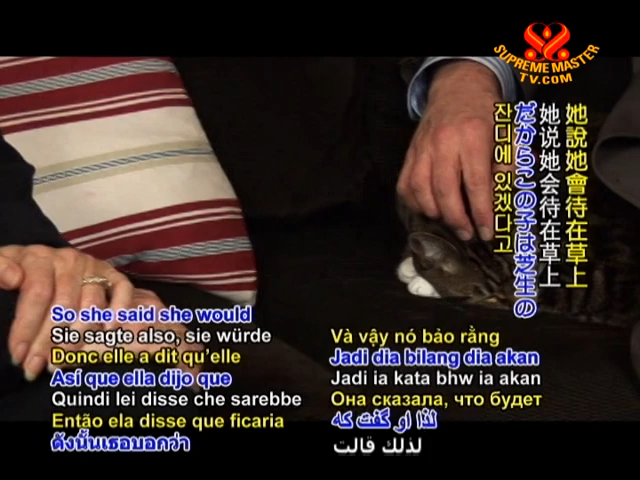 SUPREME MASTER
TV.COM
她說她會待在草上
她说她会待在草上
だからこの子は芝生の
잔디에 있겠다고
So she said she would
Sie sagte also, sie würde
Donc elle a dit qu'elle
Así que ella dijo que
Quindi lei disse che sarebbe
Então ela disse que ficaria
ดังนั้นเธอบอกว่า
Và vậy nó bảo rằng
Jadi dia bilang dia akan
Jadi ia kata bhw ia akan
Она сказала, что будет
لذا او گفت که
لذلك قالت